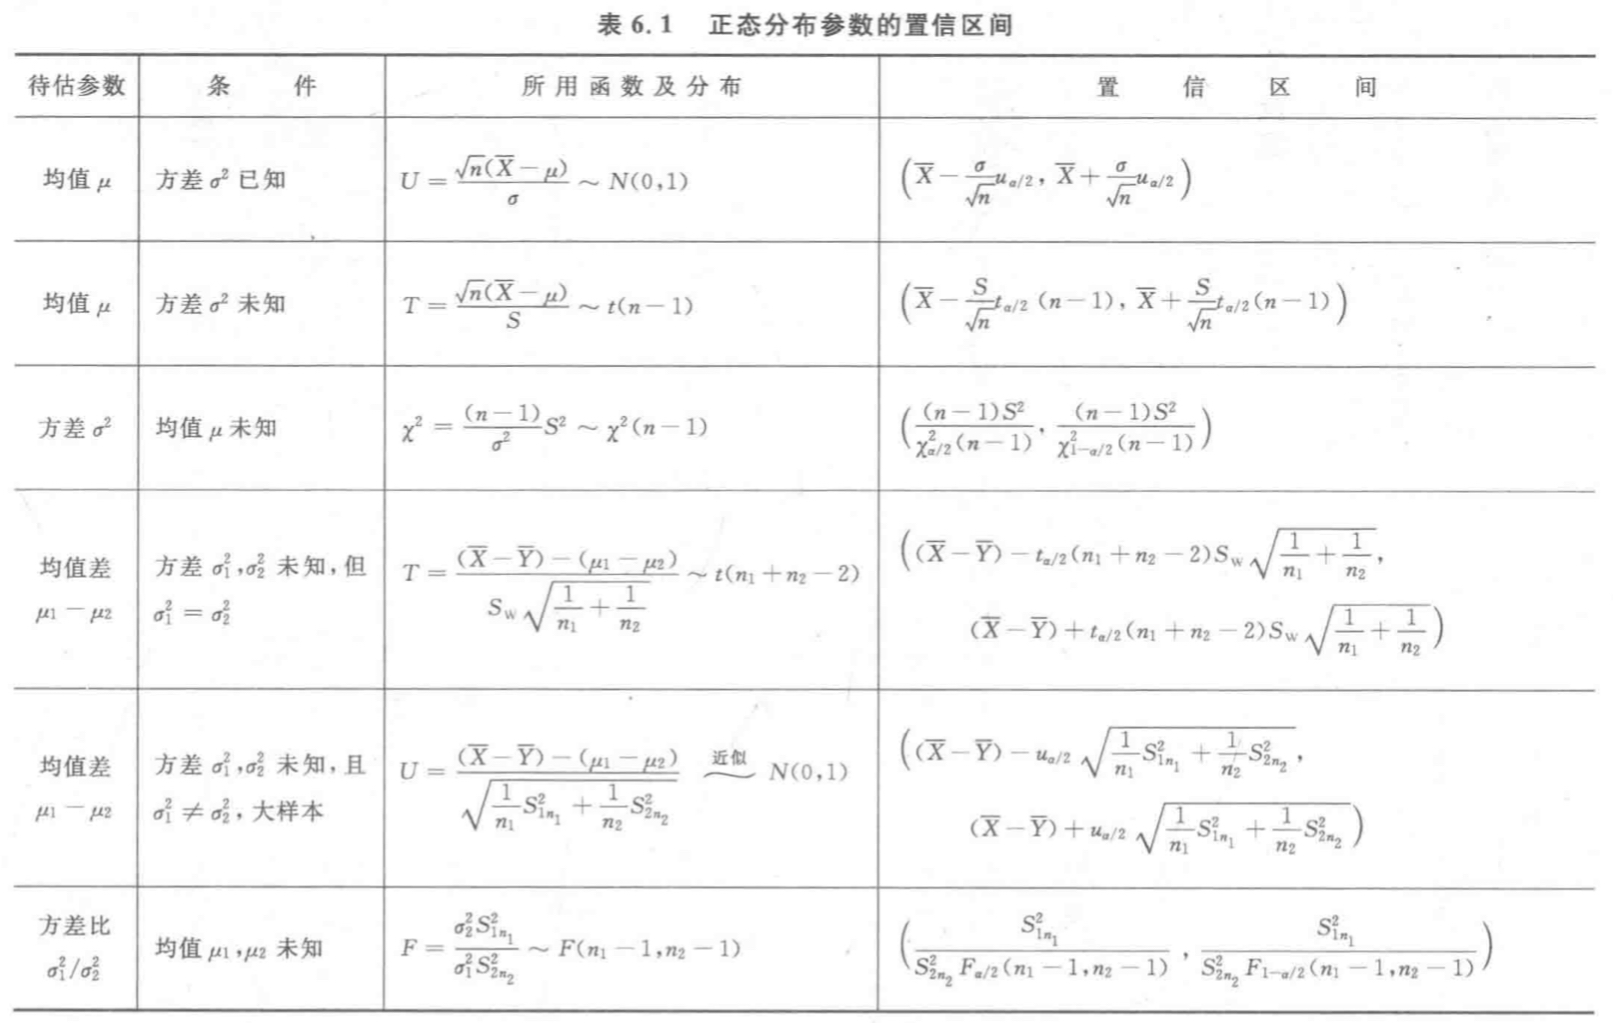 表 6.1 正态分布参数的置信区间
待估参数 条 件 所用函数及分布 置 信 区 间
均值 μ 方差 σ² 已知 $U=\frac{\sqrt{n}(\overline{X}-\mu)}{\sigma}\sim N(0,1)$ $\left(\overline{X}-\frac{\sigma}{\sqrt{n}}u_{\alpha/2},\overline{X}+\frac{\sigma}{\sqrt{n}}u_{\alpha/2}\right)$
均值 μ 方差 σ² 未知 $T=\frac{\sqrt{n}(\overline{X}-\mu)}{S}\sim t(n-1)$ $\left(\overline{X}-\frac{S}{\sqrt{n}}t_{\alpha/2}(n-1),\overline{X}+\frac{S}{\sqrt{n}}t_{\alpha/2}(n-1)\right)$
方差 σ² 均值 μ 未知 $\chi^2=\frac{(n-1)}{\sigma^2}S^2\sim\chi^2(n-1)$ $\left(\frac{(n-1)S^2}{\chi^2_{\alpha/2}(n-1)},\frac{(n-1)S^2}{\chi^2_{1-\alpha/2}(n-1)}\right)$
均值差
$\mu_1-\mu_2$
方差 $\sigma_1^2,\sigma_2^2$ 未知,但
$\sigma_1^2=\sigma_2^2$
$T=\frac{(\overline{X}-\overline{Y})-(\mu_1-\mu_2)}{S_W\sqrt{\frac{1}{n_1}+\frac{1}{n_2}}}\sim t(n_1+n_2-2)$
$\left((\overline{X}-\overline{Y})-t_{\alpha/2}(n_1+n_2-2)S_W\sqrt{\frac{1}{n_1}+\frac{1}{n_2}},\right.$
$\left.(\overline{X}-\overline{Y})+t_{\alpha/2}(n_1+n_2-2)S_W\sqrt{\frac{1}{n_1}+\frac{1}{n_2}}\right)$
均值差
$\mu_1-\mu_2$
方差 $\sigma_1^2,\sigma_2^2$ 未知,且
$\sigma_1^2\neq\sigma_2^2$,大样本
$U=\frac{(\overline{X}-\overline{Y})-(\mu_1-\mu_2)}{\sqrt{\frac{1}{n_1}S_{1n_1}^2+\frac{1}{n_2}S_{2n_2}^2}}\overset{近似}{\sim}N(0,1)$
$\left((\overline{X}-\overline{Y})-u_{\alpha/2}\sqrt{\frac{1}{n_1}S_{1n_1}^2+\frac{1}{n_2}S_{2n_2}^2},\right.$
$\left.(\overline{X}-\overline{Y})+u_{\alpha/2}\sqrt{\frac{1}{n_1}S_{1n_1}^2+\frac{1}{n_2}S_{2n_2}^2}\right)$
方差比
$\sigma_1^2/\sigma_2^2$
均值 $\mu_1,\mu_2$ 未知
$F=\frac{\sigma_2^2S_{1n_1}^2}{\sigma_1^2S_{2n_2}^2}\sim F(n_1-1,n_2-1)$
$\left(\frac{S_{1n_1}^2}{S_{2n_2}^2F_{\alpha/2}(n_1-1,n_2-1)},\frac{S_{1n_1}^2}{S_{2n_2}^2F_{1-\alpha/2}(n_1-1,n_2-1)}\right)$